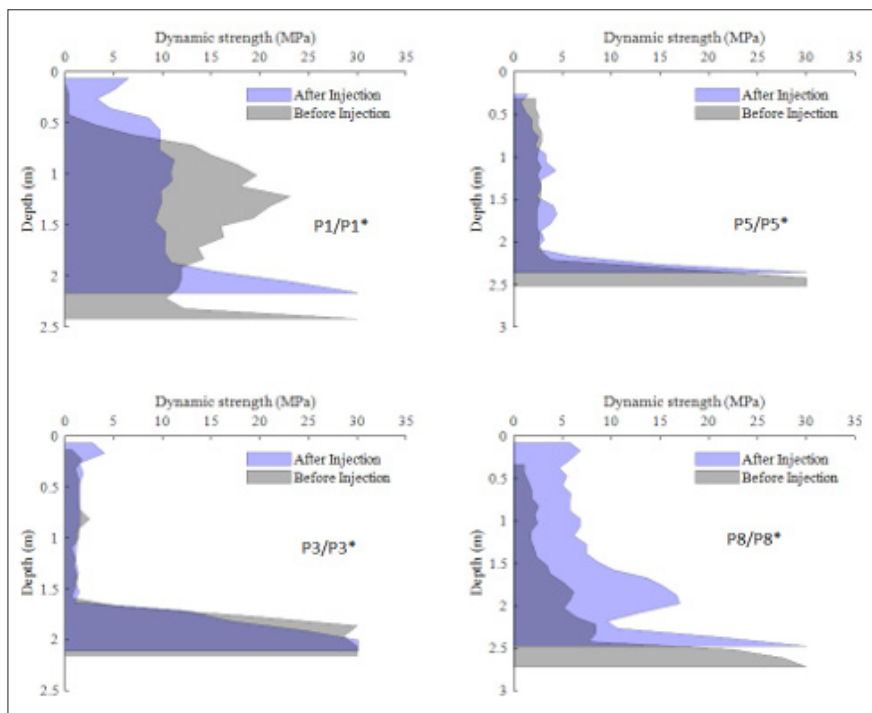 Dynamic strength (MPa)
0 5 10 15 20 25 30 35
0
0.5
1
1.5
2
2.5
Depth (m)
After Injection
Before Injection
P1/P1*
Dynamic strength (MPa)
0 5 10 15 20 25 30 35
0
0.5
1
1.5
2
2.5
3
Depth (m)
After Injection
Before Injection
P5/P5*
Dynamic strength (MPa)
0 5 10 15 20 25 30 35
0
0.5
1
1.5
2
2.5
Depth (m)
After Injection
Before Injection
P3/P3*
Dynamic strength (MPa)
0 5 10 15 20 25 30 35
0
0.5
1
1.5
2
2.5
3
Depth (m)
After Injection
Before Injection
P8/P8*